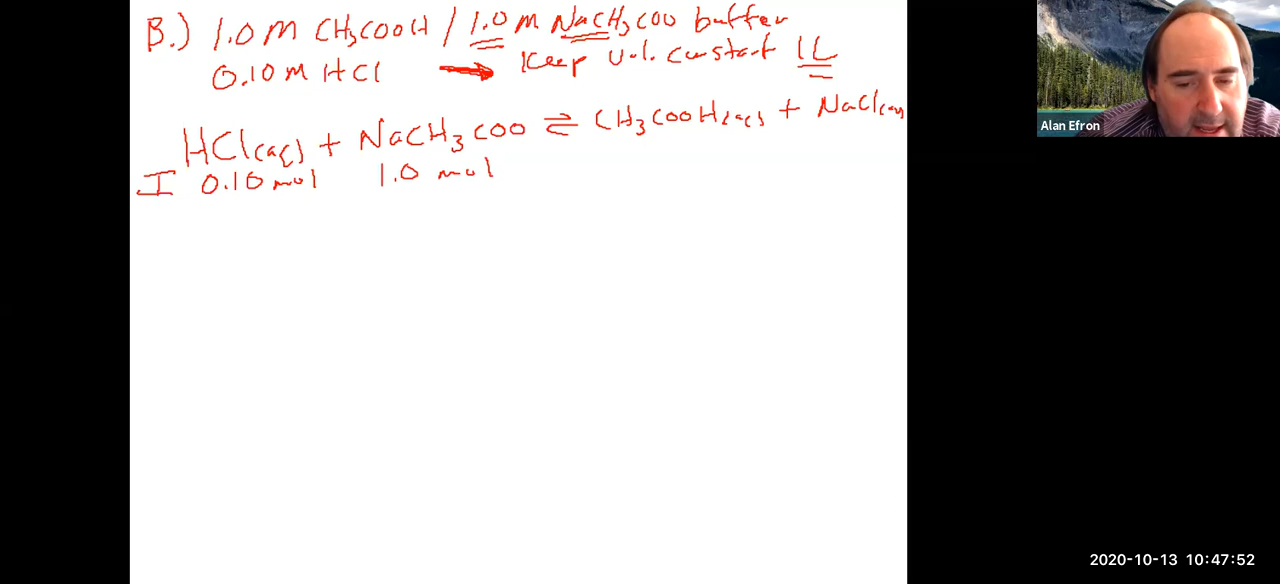 B.) 1.0 M CH₃COOH / 1.0 M NaCH₃COO buffer
0.10 M HCl → Keep vol. constant 1L
HCl(aq) + NaCH₃COO ⇌ CH₃COOH(aq) + NaCl(aq)
I 0.10 mol 1.0 mol
Alan Efron
2020-10-13 10:47:52